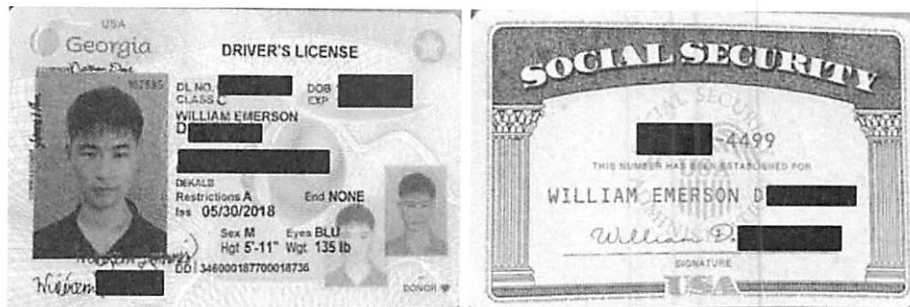 USA
Georgia
DRIVER'S LICENSE
DL NO.
DOB
CLASS C
EXP
WILLIAM EMERSON
D
DEKALB
Restrictions A End NONE
Iss 05/30/2018
Sex M Eyes BLU
Hgt 5'-11" Wgt 135 lb
DD 346000187700018736
DONOR
SOCIAL SECURITY
-4499
THIS NUMBER HAS BEEN ESTABLISHED FOR
WILLIAM EMERSON D
William D.
SIGNATURE
USA